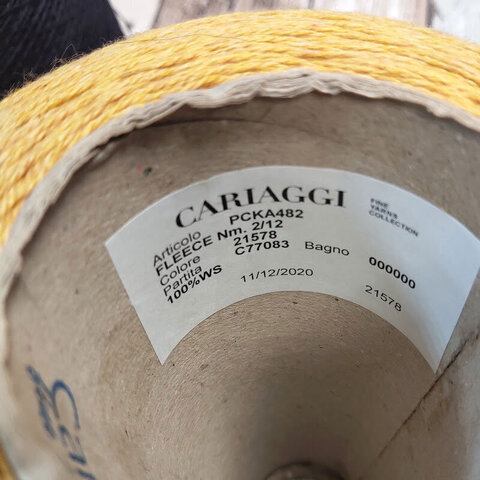 CARIAGGI
FINE
YARNS
COLLECTION
Articolo PCKA482
FLEECE Nm. 2/12
Colore 21578
Partita C77083 Bagno 000000
100%WS 11/12/2020 21578